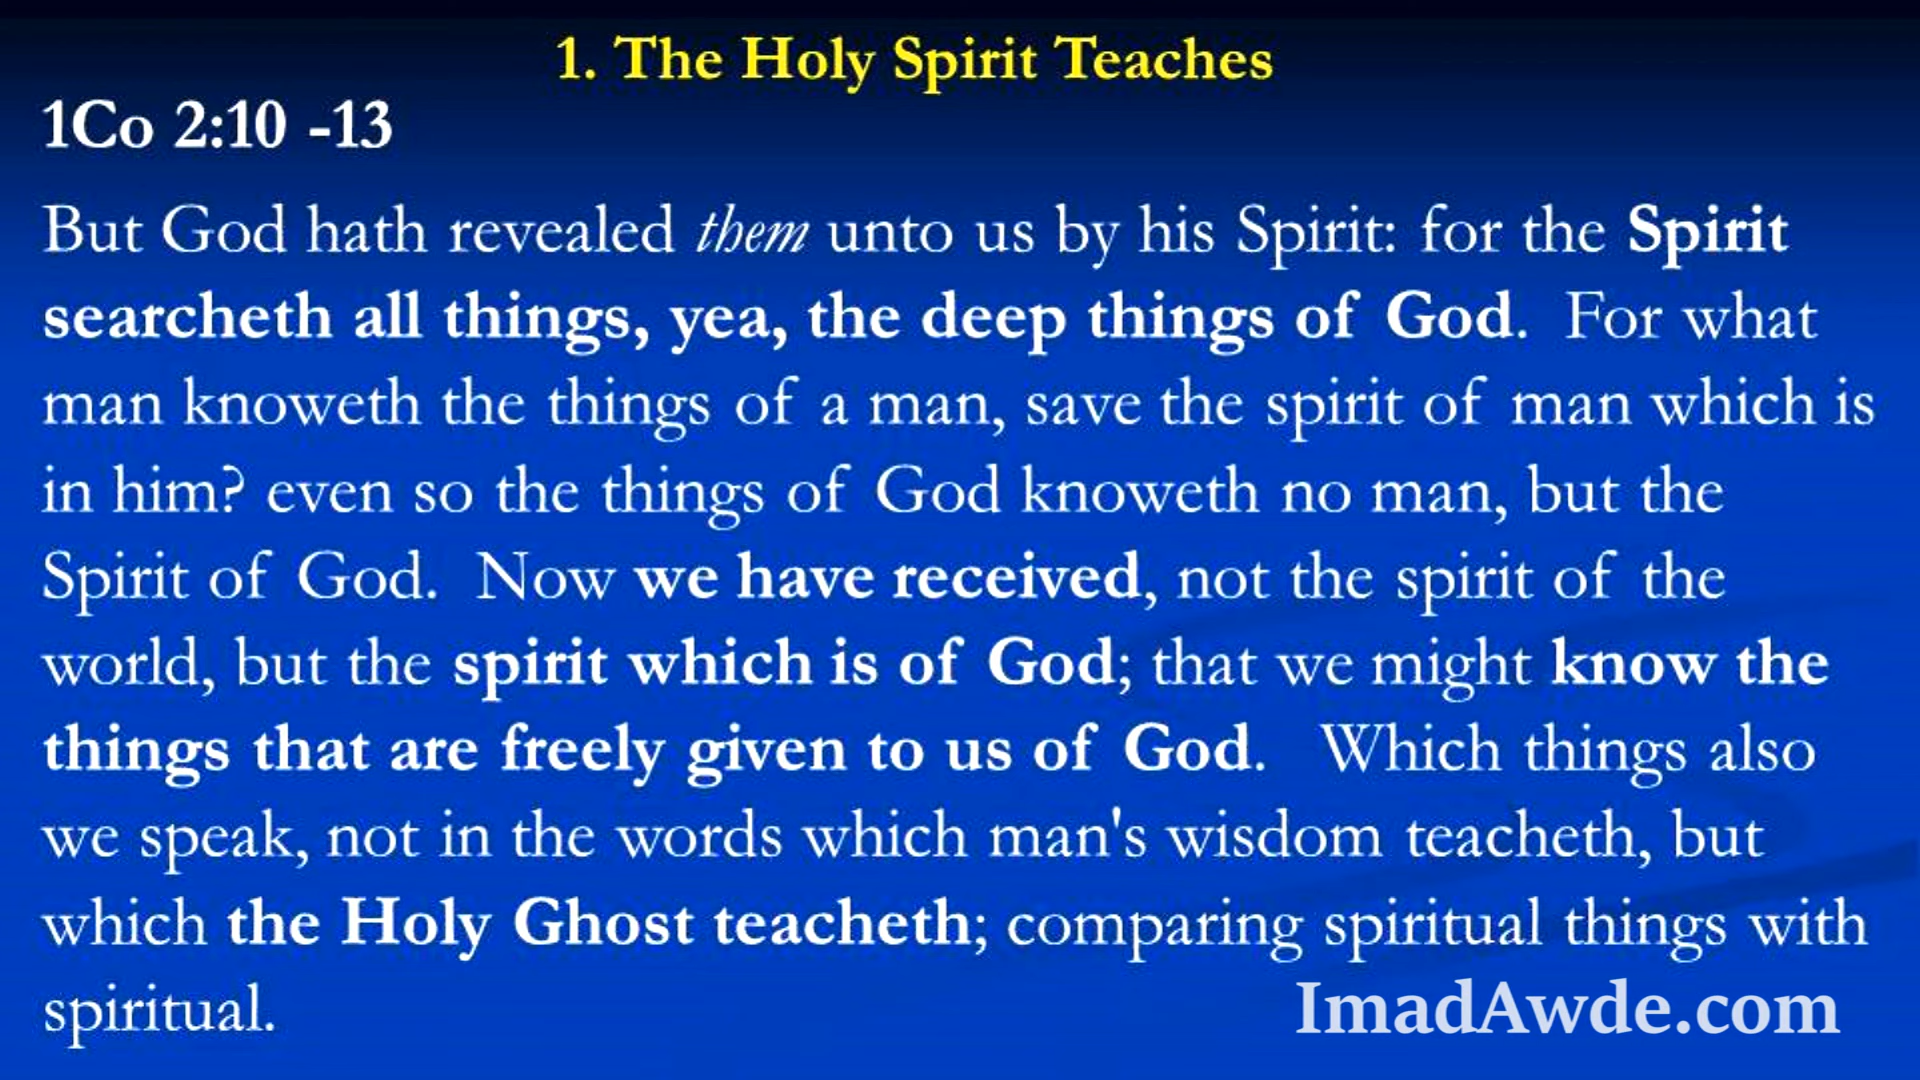 1. The Holy Spirit Teaches
1Co 2:10 -13
But God hath revealed them unto us by his Spirit: for the Spirit
searcheth all things, yea, the deep things of God. For what
man knoweth the things of a man, save the spirit of man which is
in him? even so the things of God knoweth no man, but the
Spirit of God. Now we have received, not the spirit of the
world, but the spirit which is of God; that we might know the
things that are freely given to us of God. Which things also
we speak, not in the words which man's wisdom teacheth, but
which the Holy Ghost teacheth; comparing spiritual things with
spiritual.
ImadAwde.com